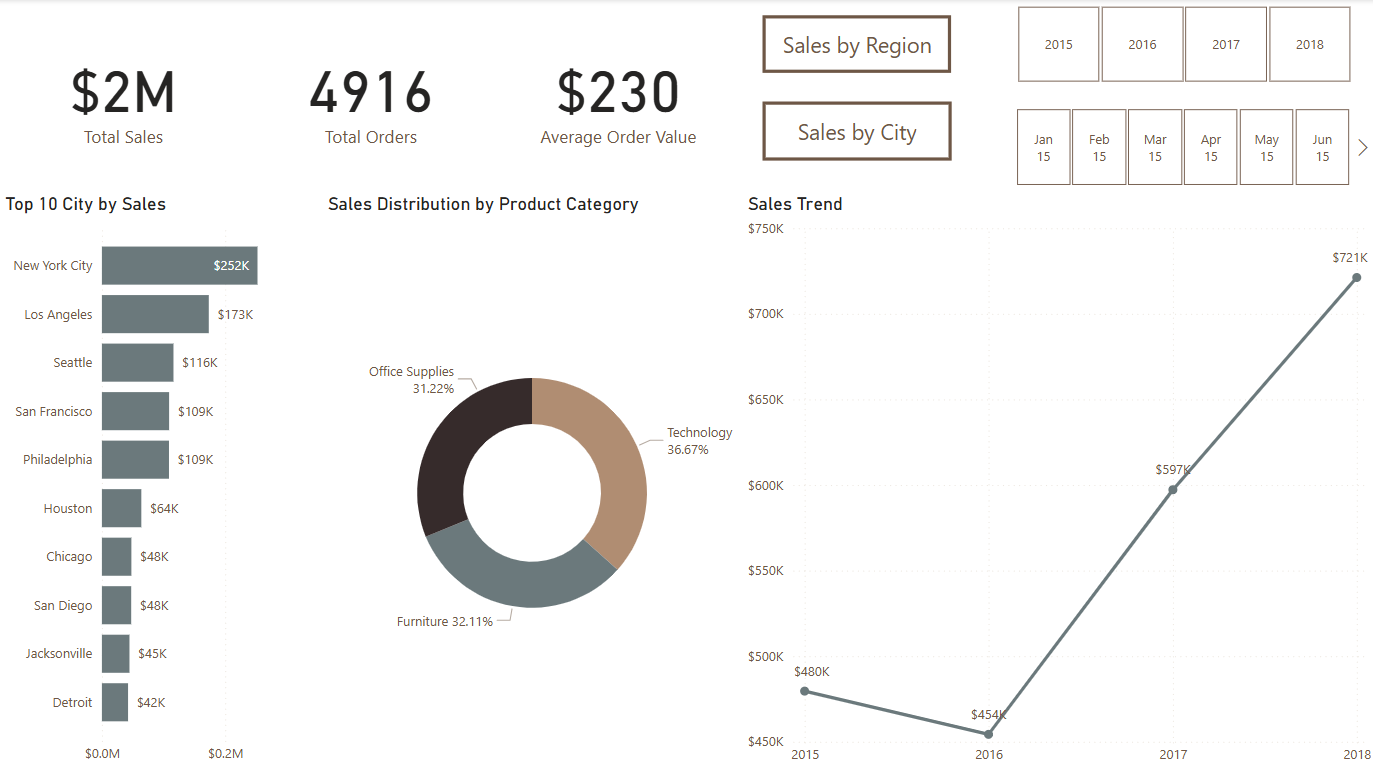 $2M
Total Sales
4916
Total Orders
$230
Average Order Value
Sales by Region
Sales by City
2015
2016
2017
2018
Jan
15
Feb
15
Mar
15
Apr
15
May
15
Jun
15
Top 10 City by Sales
New York City
$252K
Los Angeles
$173K
Seattle
$116K
San Francisco
$109K
Philadelphia
$109K
Houston
$64K
Chicago
$48K
San Diego
$48K
Jacksonville
$45K
Detroit
$42K
$0.0M
$0.2M
Sales Distribution by Product Category
Office Supplies
31.22%
Technology
36.67%
Furniture 32.11%
Sales Trend
$750K
$700K
$650K
$600K
$550K
$500K
$450K
$480K
$454K
$597K
$721K
2015
2016
2017
2018